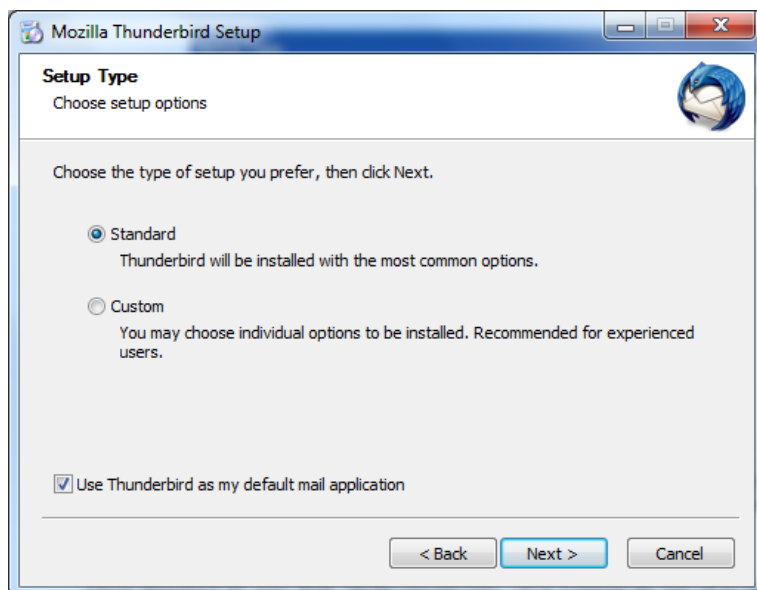 Mozilla Thunderbird Setup
Setup Type
Choose setup options
Choose the type of setup you prefer, then click Next.
Standard
Thunderbird will be installed with the most common options.
Custom
You may choose individual options to be installed. Recommended for experienced
users.
Use Thunderbird as my default mail application
< Back Next > Cancel